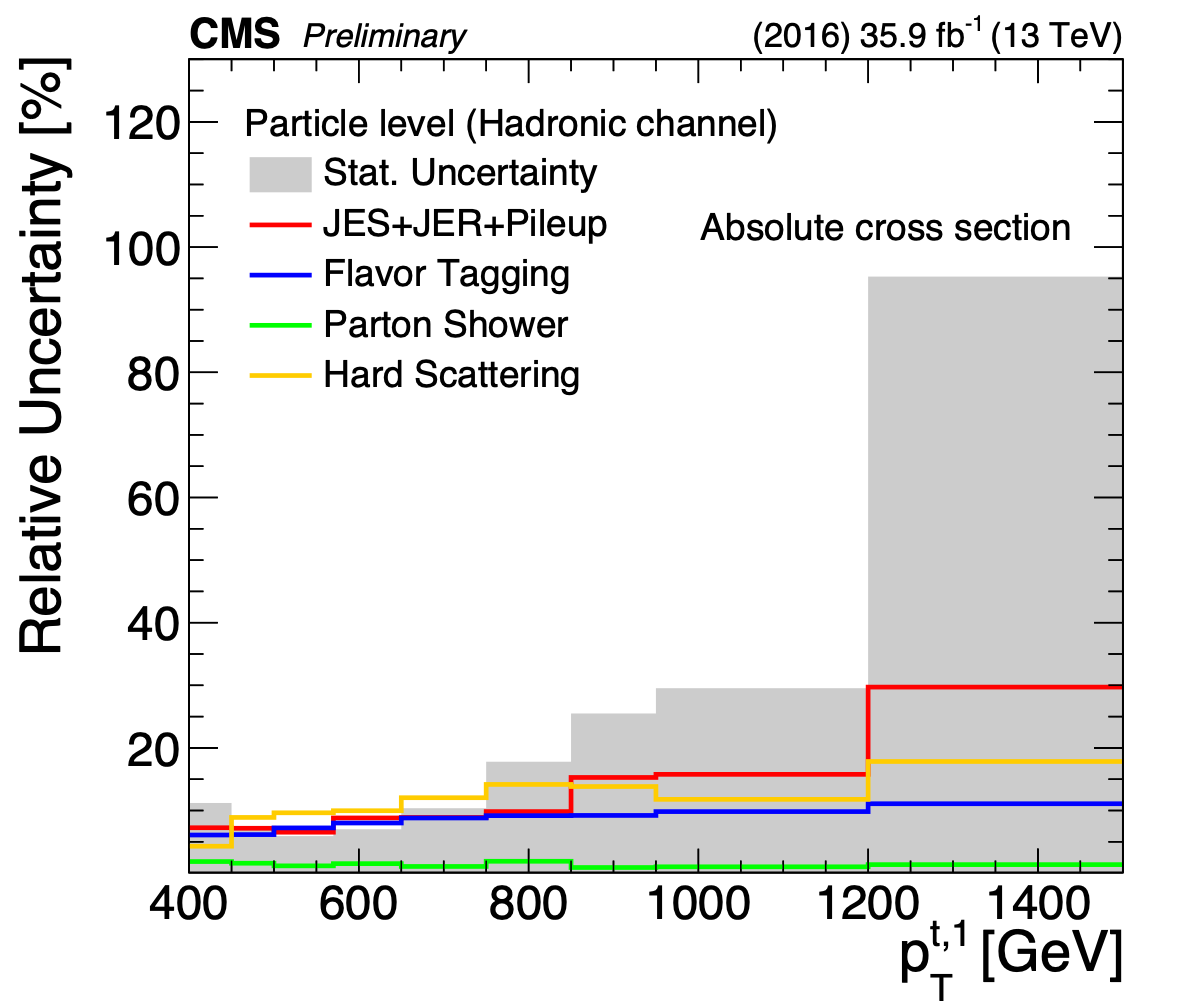 CMS Preliminary (2016) 35.9 fb⁻¹ (13 TeV)
Relative Uncertainty [%]
120
100
80
60
40
20
Particle level (Hadronic channel)
Stat. Uncertainty
JES+JER+Pileup
Absolute cross section
Flavor Tagging
Parton Shower
Hard Scattering
400 600 800 1000 1200 1400
p_T^{t,1} [GeV]